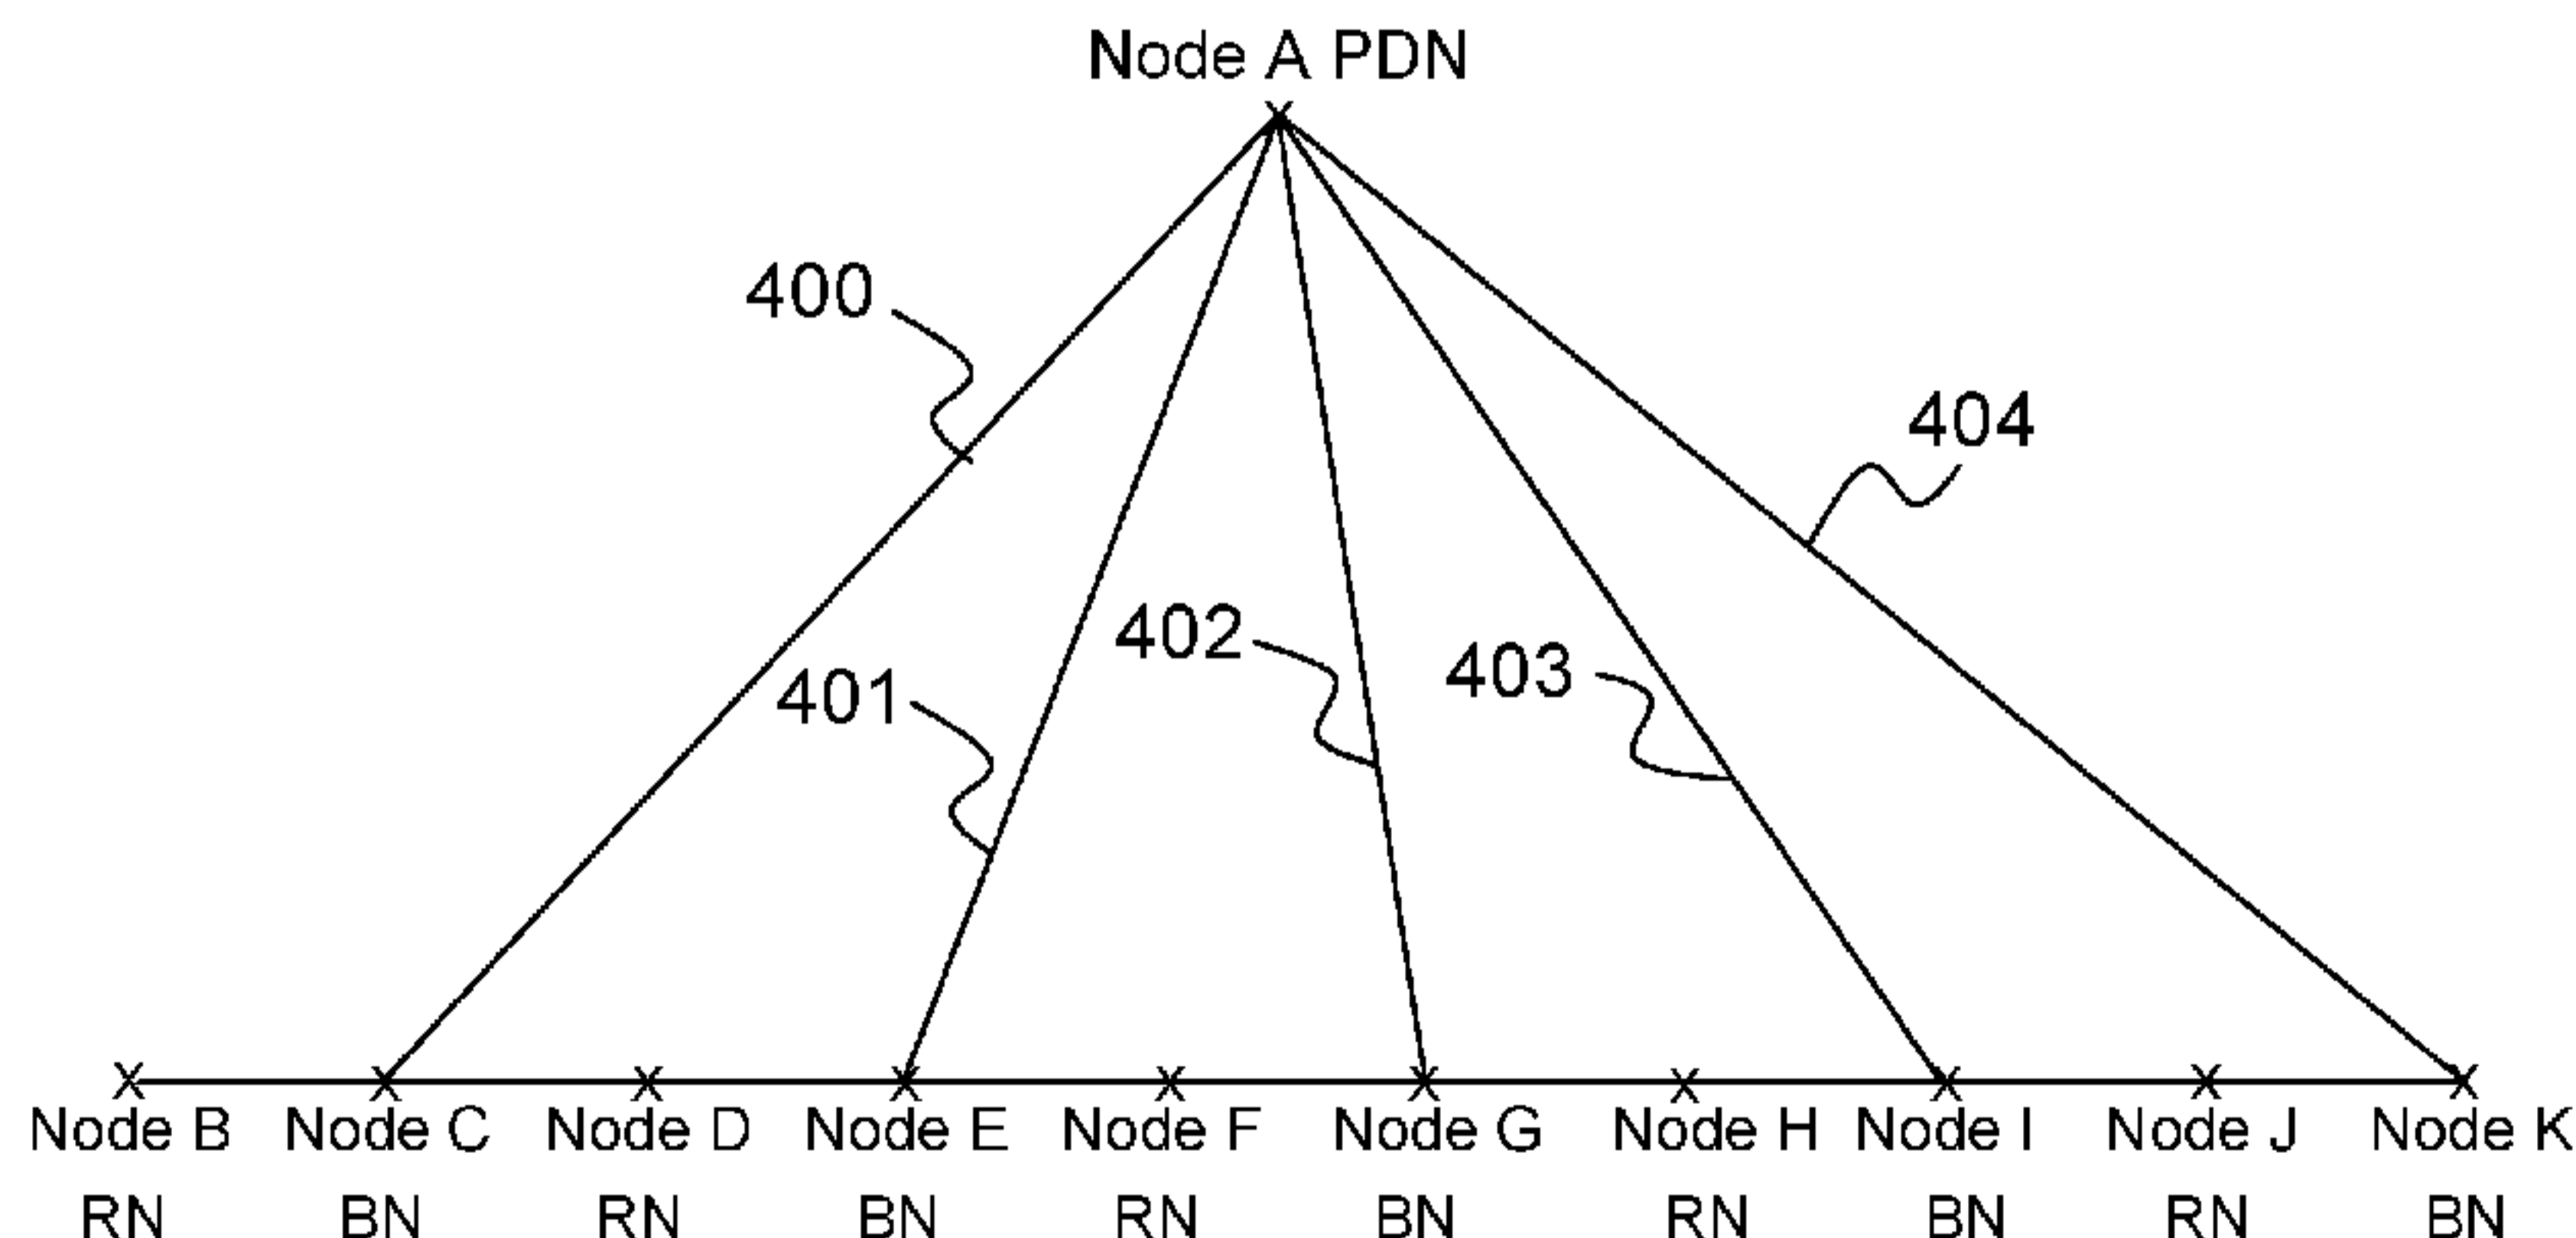 Node A PDN
400
404
402
403
401
Node B Node C Node D Node E Node F Node G Node H Node I Node J Node K
RN BN RN BN RN BN RN BN RN BN